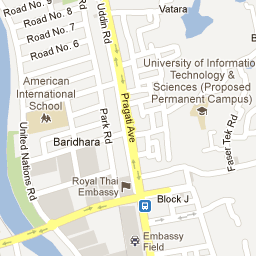 Road No. 9
Road No. 8
Road No. 7
Road No. 6
Uddin Rd
Vatara
University of Information
Technology &
Sciences (Proposed
Permanent Campus)
American
International
School
Pragati Ave
Park Rd
Baridhara
United Nations Rd
Faser Tek Rd
Royal Thai
Embassy
Block J
Embassy
Field